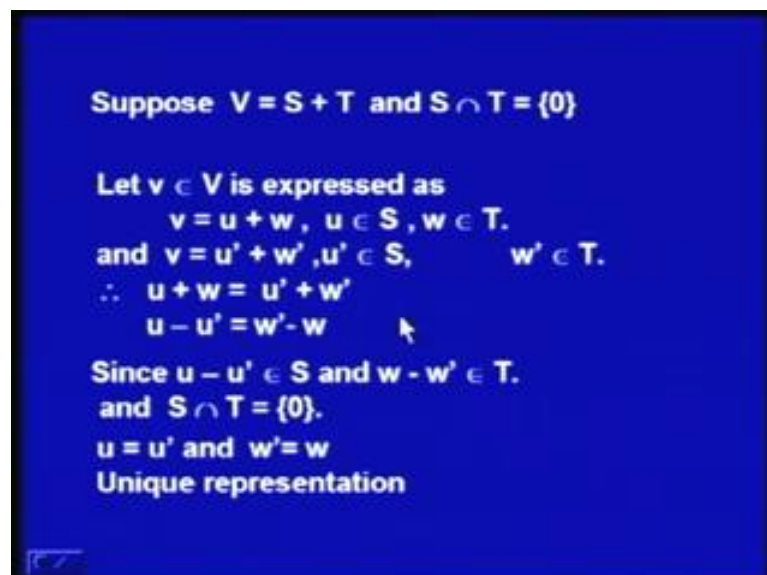 Suppose V = S + T and S ∩ T = {0}
Let v ⊂ V is expressed as
v = u + w , u ∈ S , w ∈ T.
and v = u’ + w’ ,u’ ⊂ S, w’ ⊂ T.
∴ u + w = u’ + w’
u – u’ = w’- w
Since u – u’ ∈ S and w - w’ ∈ T.
and S ∩ T = {0}.
u = u’ and w’= w
Unique representation